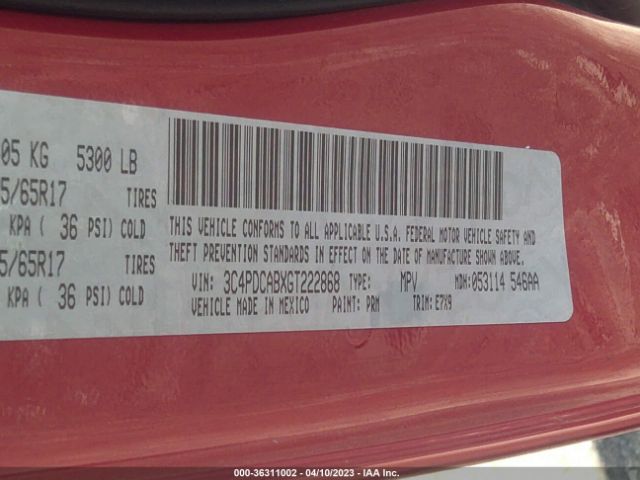 05 KG 5300 LB
5/65R17 TIRES
KPA ( 36 PSI) COLD
5/65R17 TIRES
KPA ( 36 PSI) COLD
THIS VEHICLE CONFORMS TO ALL APPLICABLE U.S.A. FEDERAL MOTOR VEHICLE SAFETY AND
THEFT PREVENTION STANDARDS IN EFFECT ON THE DATE OF MANUFACTURE SHOWN ABOVE.
VIN: 3C4PDCABXGT222868 TYPE: MPV MDH: 053114 546AA
VEHICLE MADE IN MEXICO PAINT: PRM TRIM: E7X9
000-36311002 - 04/10/2023 - IAA Inc.